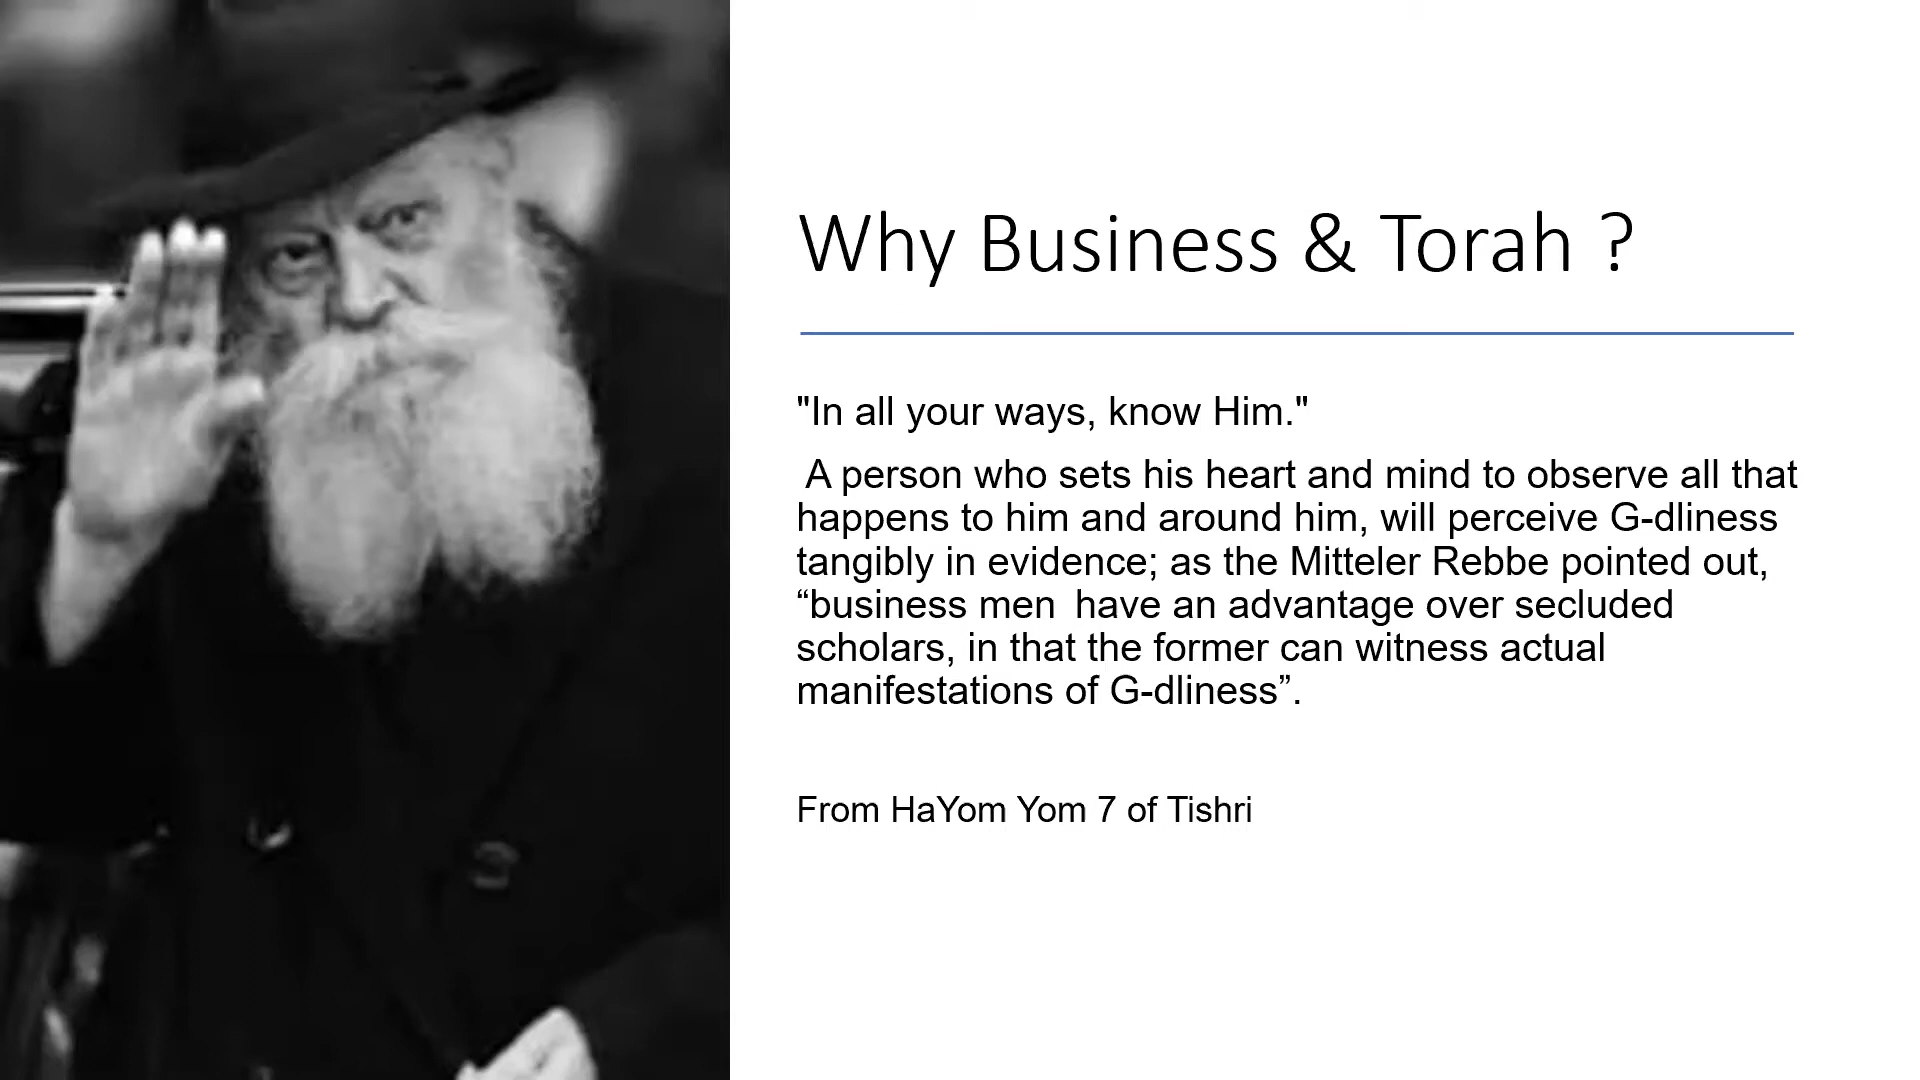 Why Business & Torah ?
"In all your ways, know Him."
A person who sets his heart and mind to observe all that
happens to him and around him, will perceive G-dliness
tangibly in evidence; as the Mitteler Rebbe pointed out,
“business men have an advantage over secluded
scholars, in that the former can witness actual
manifestations of G-dliness”.
From HaYom Yom 7 of Tishri